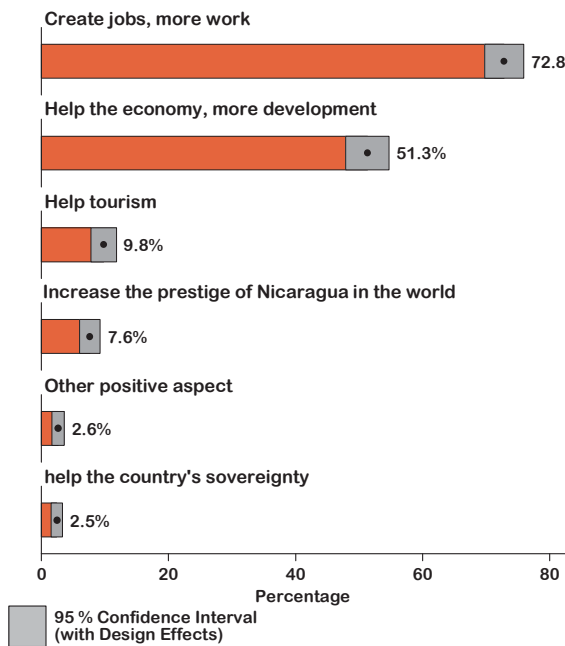 Create jobs, more work
72.8
Help the economy, more development
51.3%
Help tourism
9.8%
Increase the prestige of Nicaragua in the world
7.6%
Other positive aspect
2.6%
help the country's sovereignty
2.5%
0 20 40 60 80
Percentage
95 % Confidence Interval
(with Design Effects)